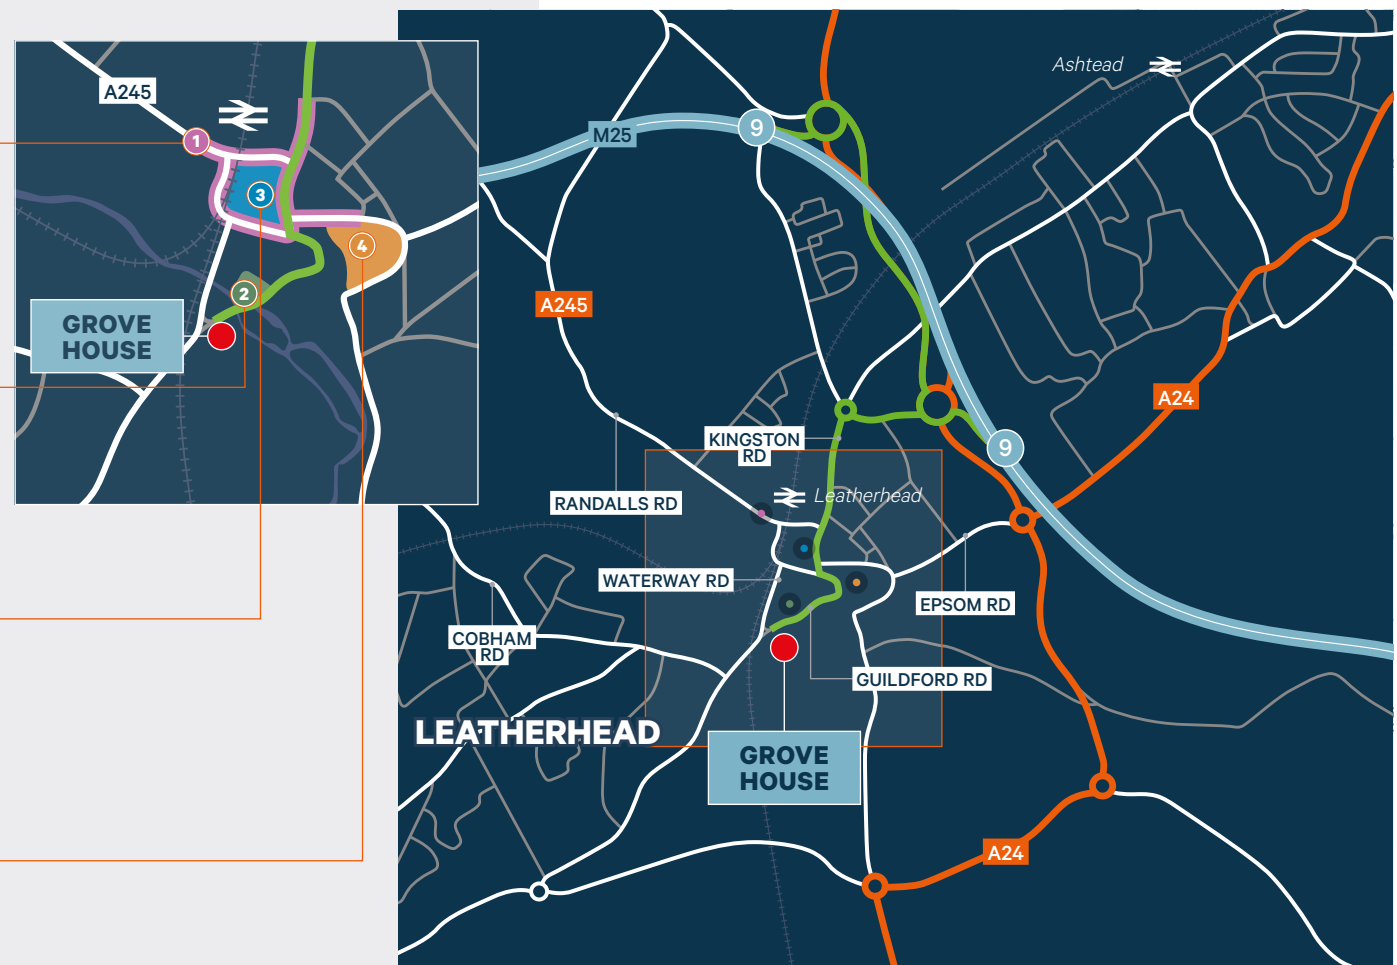 A245
1
3
4
2
GROVE
HOUSE
Ashtead
9
M25
A245
A24
KINGSTON
RD
9
Leatherhead
RANDALLS RD
WATERWAY RD
EPSOM RD
COBHAM
RD
GUILDFORD RD
LEATHERHEAD
GROVE
HOUSE
A24